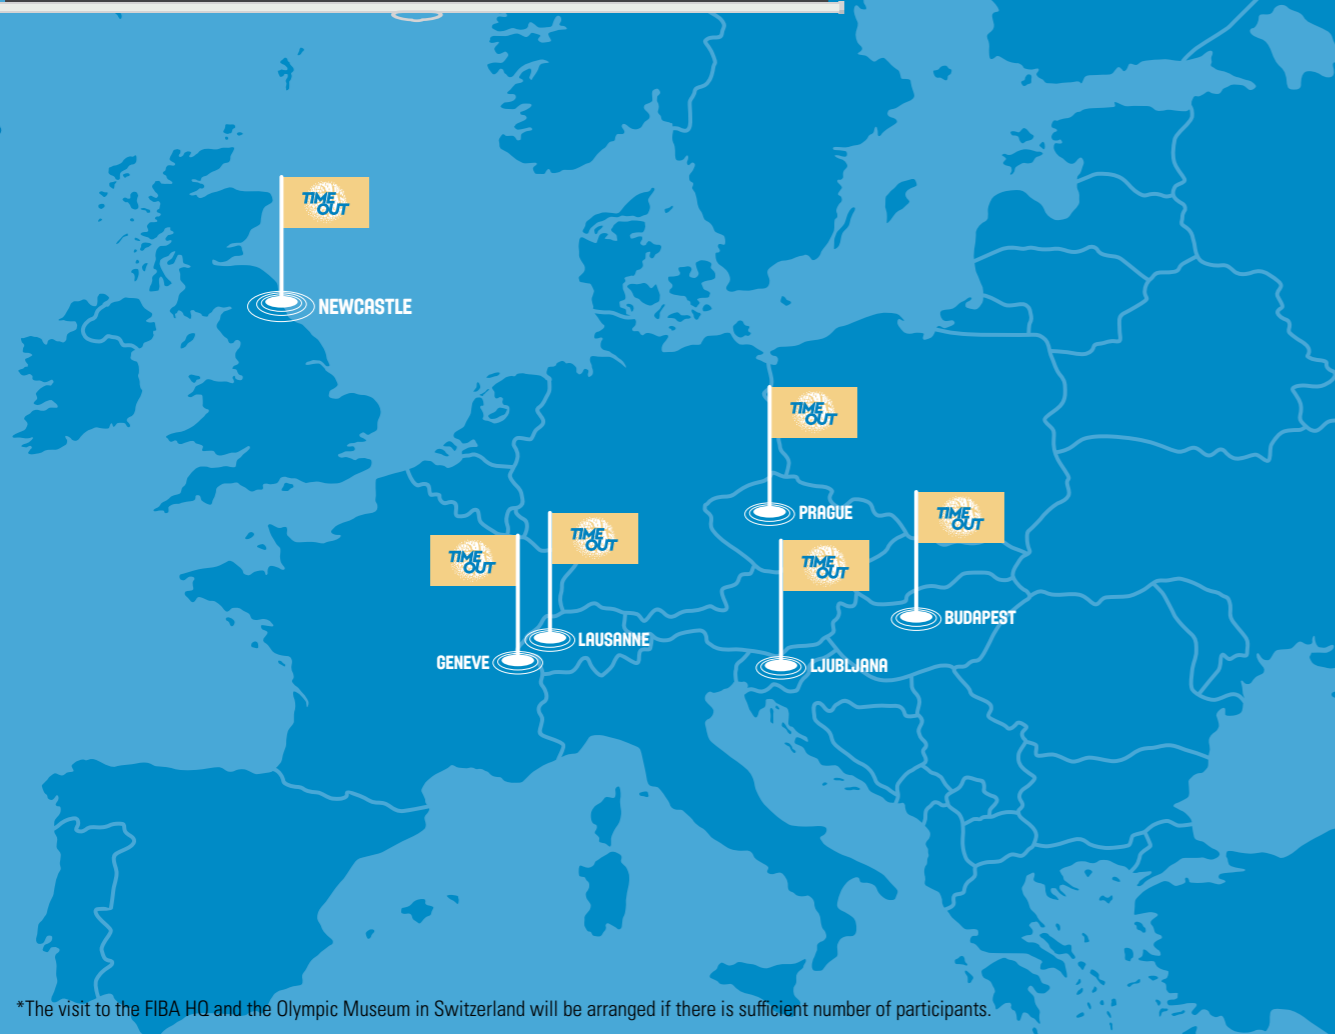 TIME
OUT
NEWCASTLE
TIME
OUT
PRAGUE
TIME
OUT
BUDAPEST
TIME
OUT
LAUSANNE
TIME
OUT
GENEVE
TIME
OUT
LJUBLJANA
*The visit to the FIBA HQ and the Olympic Museum in Switzerland will be arranged if there is sufficient number of participants.